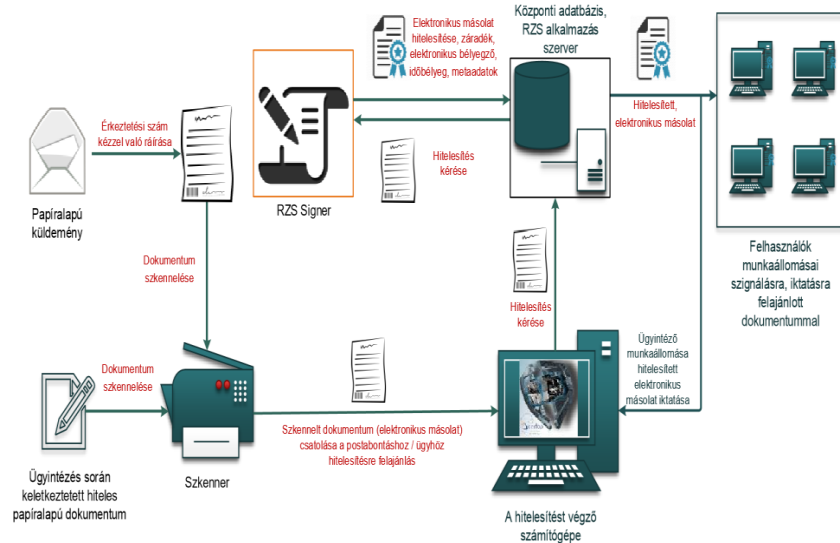 Elektronikus másolat
hitelesítése, záradék,
elektronikus bélyegző,
időbélyeg, metaadatok
Központi adatbázis,
RZS alkalmazás
szerver
Érkeztetési szám
kézzel való ráírása
Hitelesített,
elektronikus másolat
Hitelesítés
kérése
Papíralapú
küldemény
RZS Signer
Felhasználók
munkaállomásai
szignálásra, iktatásra
felajánlott
dokumentummal
Dokumentum
szkennelése
Hitelesítés
kérése
Ügyintéző
munkaállomása
hitelesített
elektronikus
másolat iktatása
Dokumentum
szkennelése
Szkennelt dokumentum (elektronikus másolat)
csatolása a postabontáshoz / ügyhöz
hitelesítésre felajánlás
Ügyintézés során
keletkeztetett hiteles
papíralapú dokumentum
Szkenner
A hitelesítést végző
számítógépe